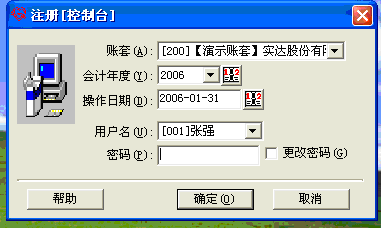 注册[控制台]
账套(A): [200]【演示账套】实达股份有
会计年度(Y): 2006
操作日期(D): 2006-01-31
用户名(U): [001]张强
密码(P): 更改密码(G)
帮助 确定(O) 取消